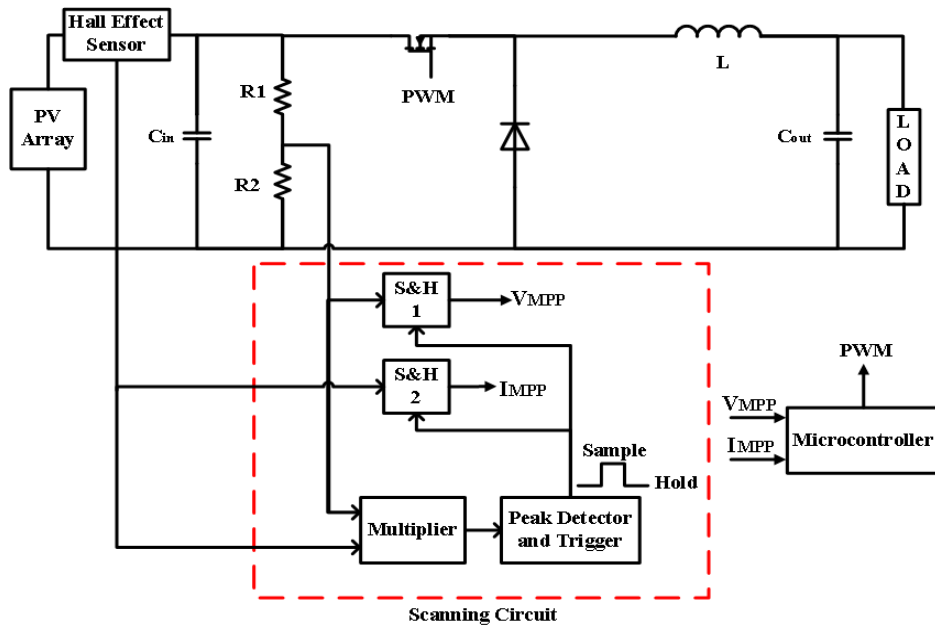 Hall Effect
Sensor
PV
Array
Cin
R1
R2
PWM
L
Cout
LOAD
S&H
1
VMPP
S&H
2
IMPP
Sample
Hold
Multiplier
Peak Detector
and Trigger
Scanning Circuit
PWM
VMPP
IMPP
Microcontroller